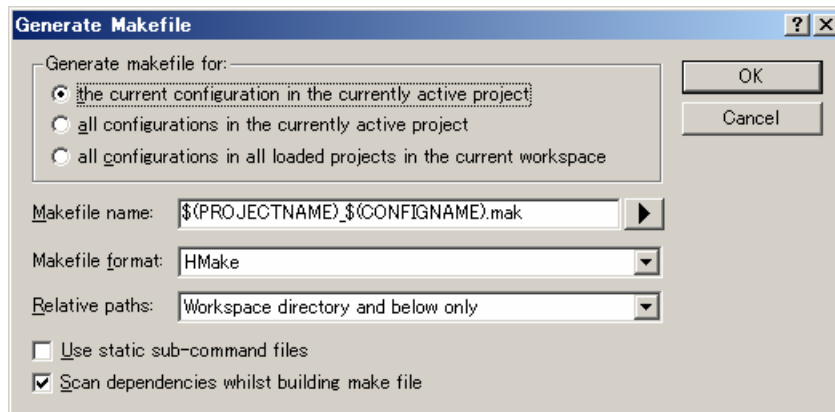 Generate Makefile
Generate makefile for:
the current configuration in the currently active project
all configurations in the currently active project
all configurations in all loaded projects in the current workspace
OK
Cancel
Makefile name: $(PROJECTNAME)_$(CONFIGNAME).mak
Makefile format: HMake
Relative paths: Workspace directory and below only
Use static sub-command files
Scan dependencies whilst building make file